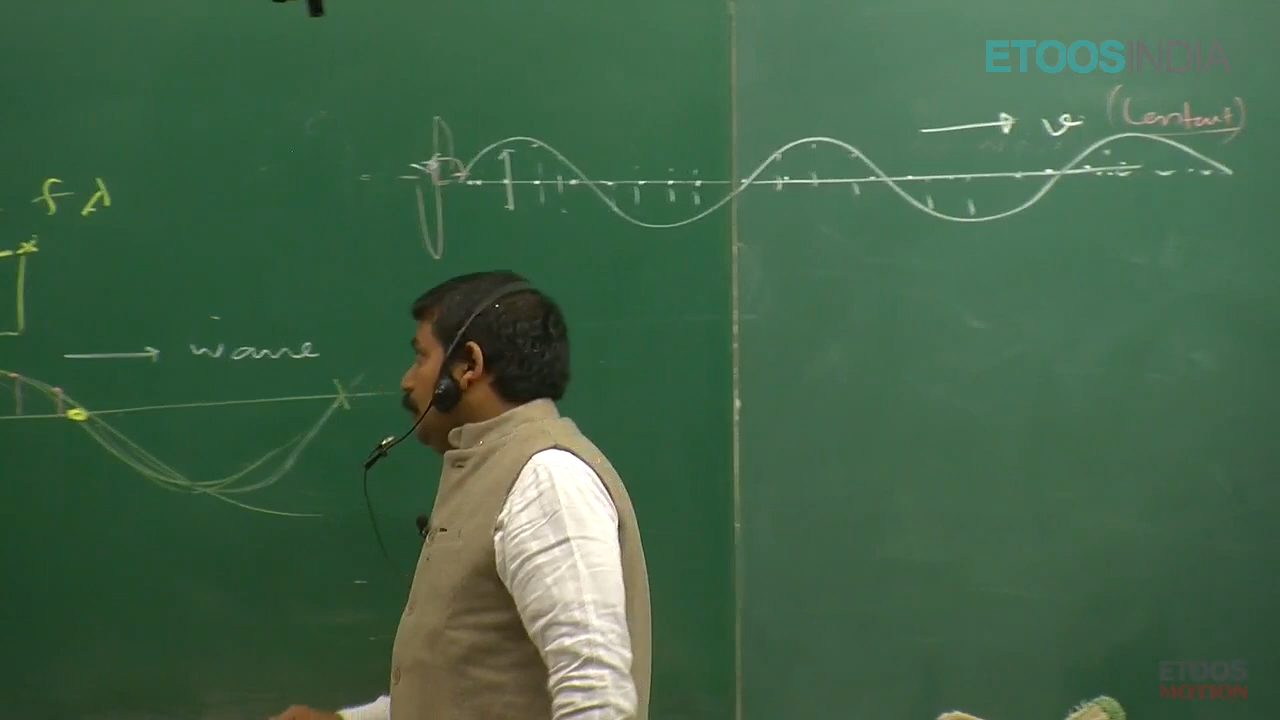 ETOOSINDIA
→ v (Constant)
f λ
→ wave
ETOOS
MOTION